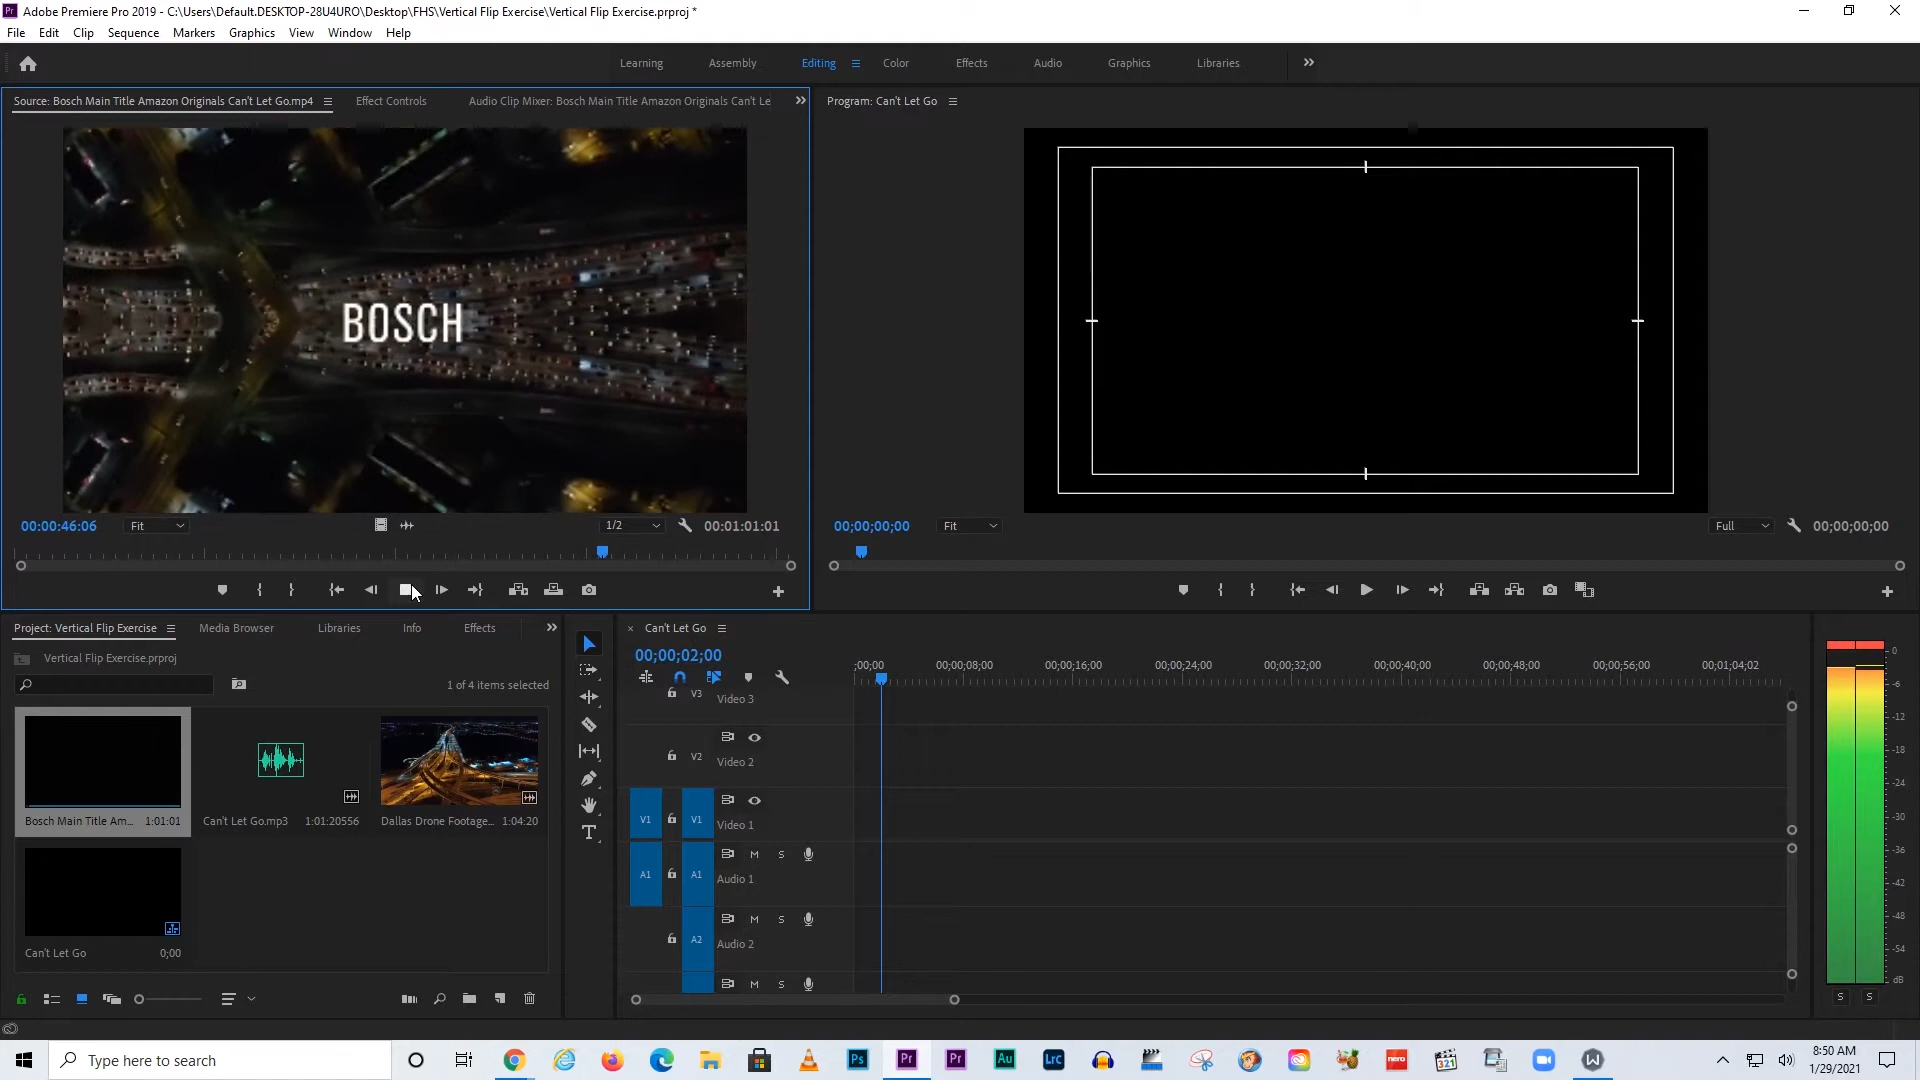 Adobe Premiere Pro 2019 - C:\Users\Default.DESKTOP-28U4URO\Desktop\FHS\Vertical Flip Exercise\Vertical Flip Exercise.prproj *
File Edit Clip Sequence Markers Graphics View Window Help
Learning Assembly Editing Color Effects Audio Graphics Libraries
Source: Bosch Main Title Amazon Originals Can't Let Go.mp4 Effect Controls Audio Clip Mixer: Bosch Main Title Amazon Originals Can't Le
Program: Can't Let Go
BOSCH
00:00:46:06 Fit 1/2 00:01:01:01
00;00;00;00 Fit Full 00;00;00;00
Project: Vertical Flip Exercise Media Browser Libraries Info Effects
Vertical Flip Exercise.prproj
1 of 4 items selected
Bosch Main Title Am... 1:01:01
Can't Let Go.mp3 1:01:20556
Dallas Drone Footage... 1:04:20
Can't Let Go 0;00
× Can't Let Go
00;00;02;00
;00;00 00;00;08;00 00;00;16;00 00;00;24;00 00;00;32;00 00;00;40;00 00;00;48;00 00;00;56;00 00;01;04;02
V3 Video 3
V2 Video 2
V1 V1 Video 1
M S
A1 A1 Audio 1
M S
A2 Audio 2
M S
0
-6
-12
-18
-24
-30
-36
-42
-48
-54
dB
S S
Type here to search
Ps Pr Pr Au Lrc nero 321 W
8:50 AM
1/29/2021